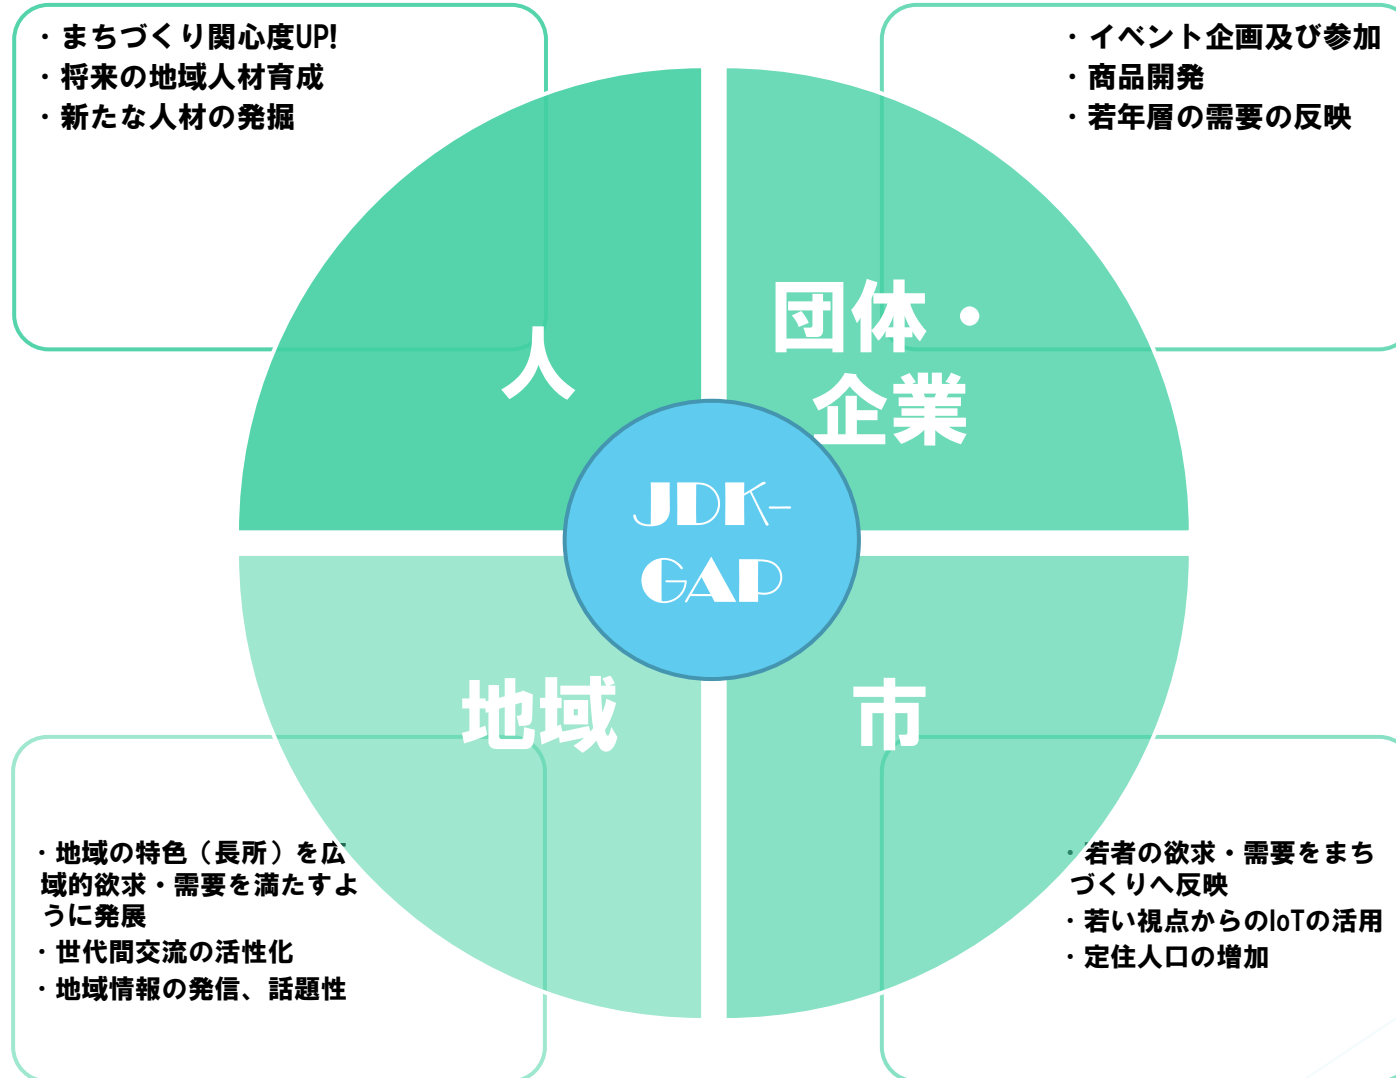 ・まちづくり関心度UP!
・将来の地域人材育成
・新たな人材の発掘
・イベント企画及び参加
・商品開発
・若年層の需要の反映
人
団体・
企業
JDK-
GAP
地域
市
・地域の特色（長所）を広
域的欲求・需要を満たすよ
うに発展
・世代間交流の活性化
・地域情報の発信、話題性
・若者の欲求・需要をまち
づくりへ反映
・若い視点からのIoTの活用
・定住人口の増加